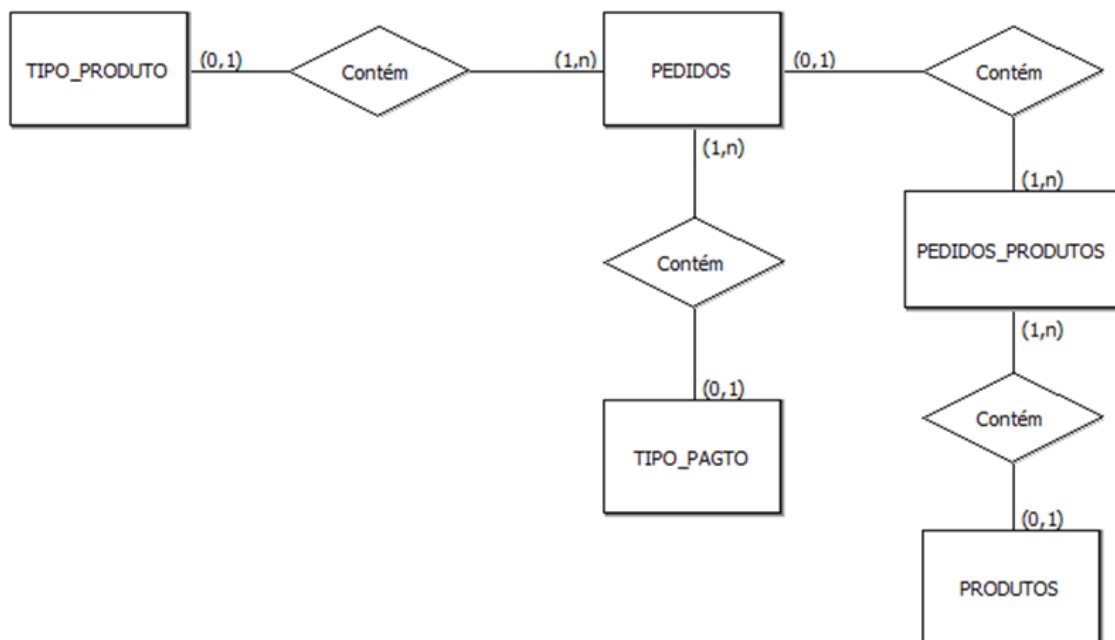 TIPO_PRODUTO
(0,1)
Contém
(1,n)
PEDIDOS
(0,1)
Contém
(1,n)
(1,n)
Contém
PEDIDOS_PRODUTOS
(1,n)
(0,1)
TIPO_PAGTO
Contém
(0,1)
PRODUTOS